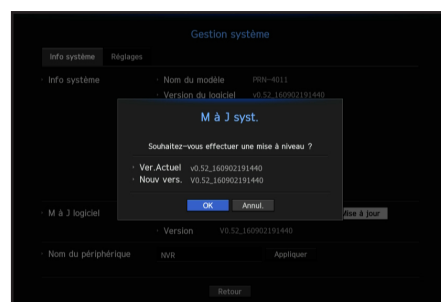 Gestion système
Info système Réglages
· Info système · Nom du modèle PRN-4011
· Version du logiciel v0.52_160902191440
M à J syst.
Souhaitez-vous effectuer une mise à niveau ?
· Ver.Actuel v0.52_160902191440
· Nouv vers. V0.52_160902191440
OK Annul.
· M à J logiciel Mise à jour
· Version V0.52_160902191440
· Nom du périphérique NVR Appliquer
Retour